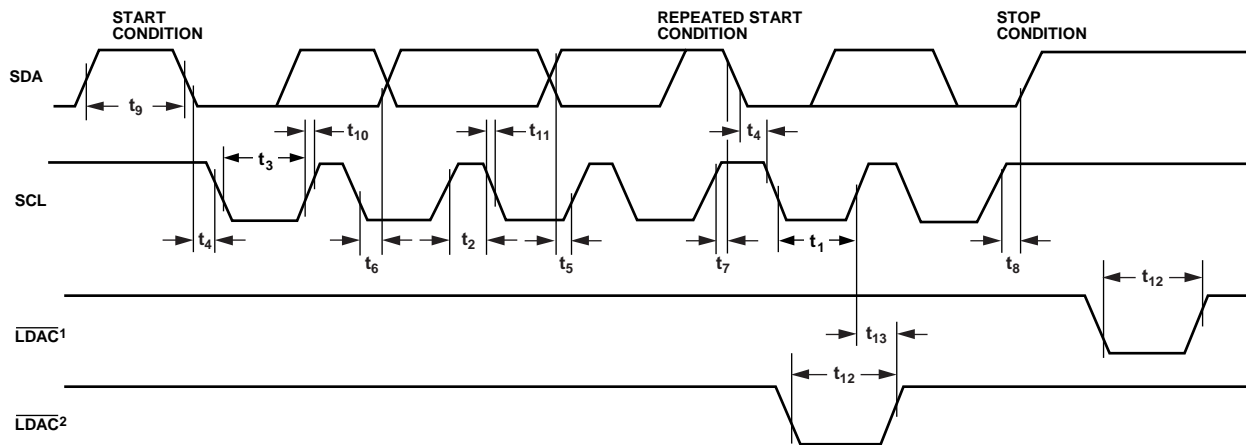 START
CONDITION
REPEATED START
CONDITION
STOP
CONDITION
SDA
t9
t10
t11
t4
t3
SCL
t4
t6
t2
t5
t7
t1
t8
t12
LDAC1
t13
t12
LDAC2